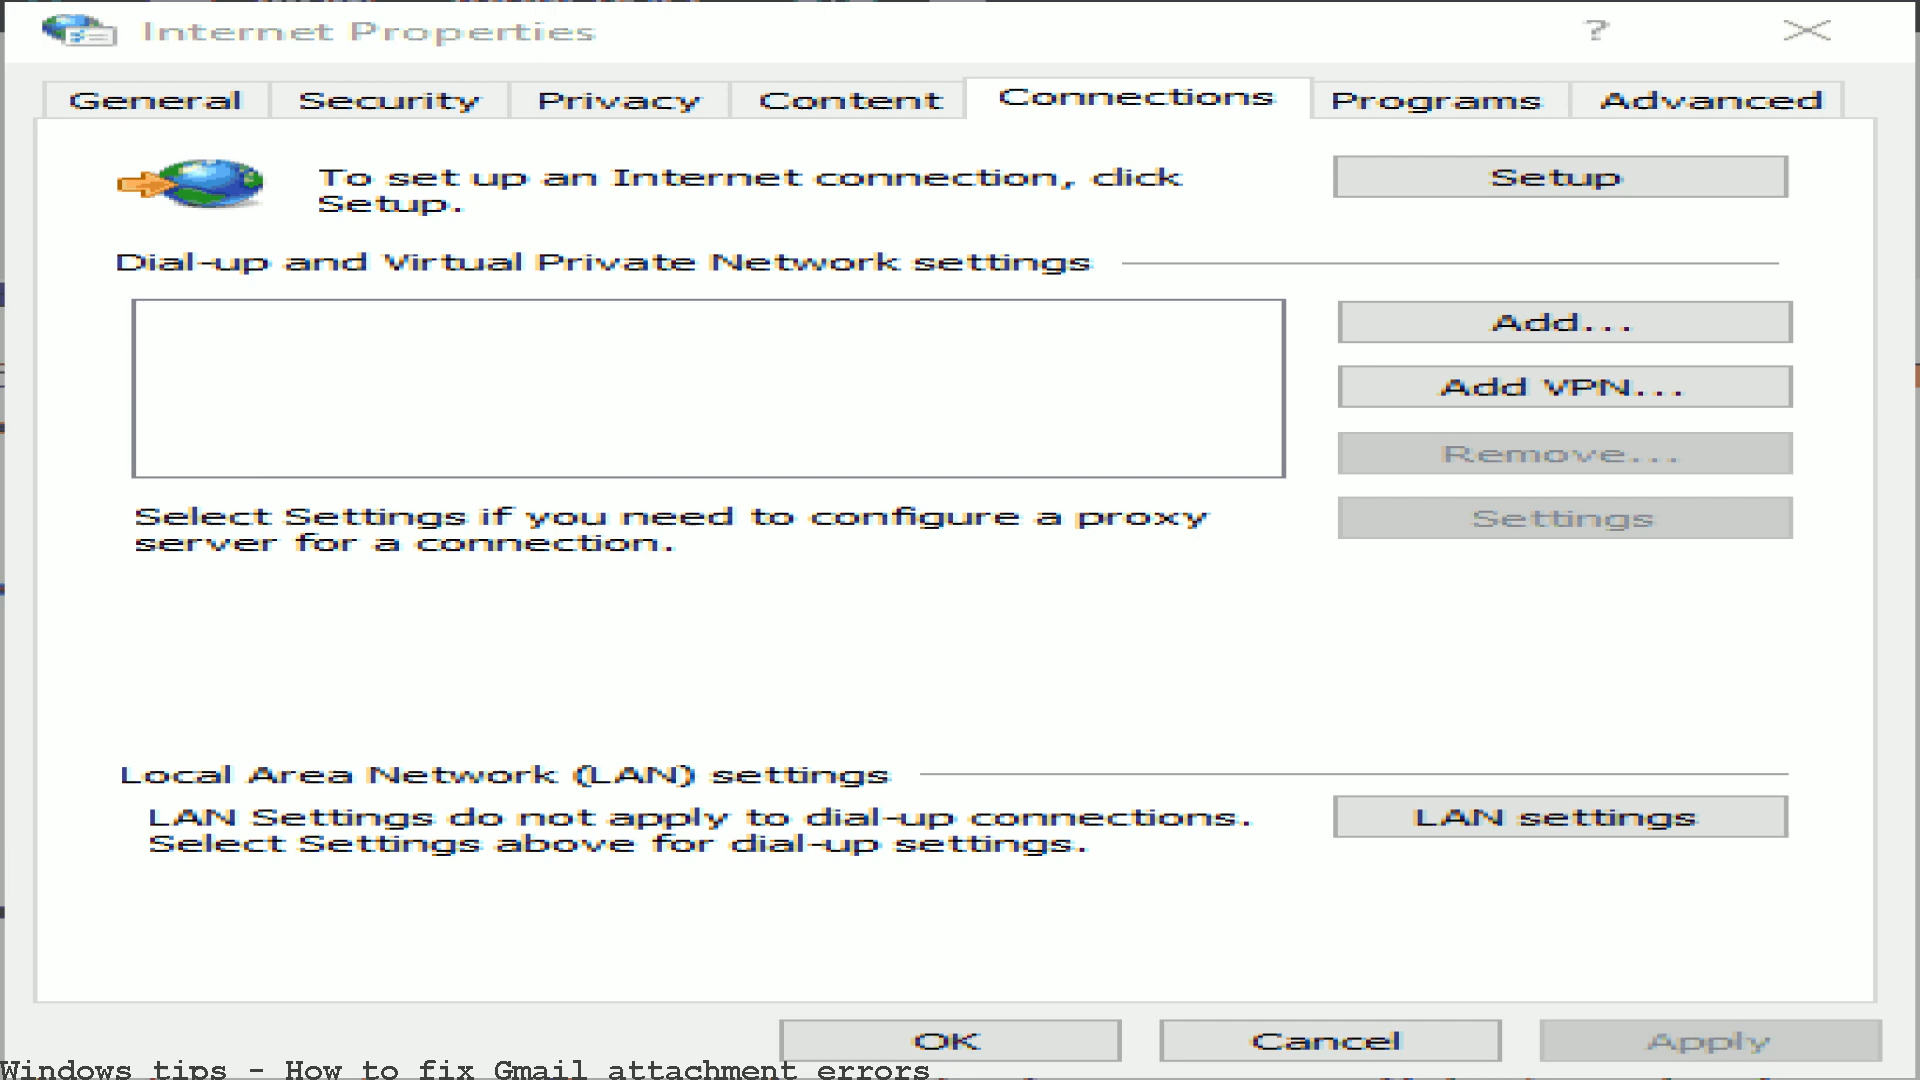 Internet Properties ?
General Security Privacy Content Connections Programs Advanced
To set up an Internet connection, click
Setup.
Setup
Dial-up and Virtual Private Network settings
Add...
Add VPN...
Remove...
Select Settings if you need to configure a proxy
server for a connection.
Settings
Local Area Network (LAN) settings
LAN Settings do not apply to dial-up connections.
Select Settings above for dial-up settings.
LAN settings
OK Cancel Apply
Windows tips - How to fix Gmail attachment errors